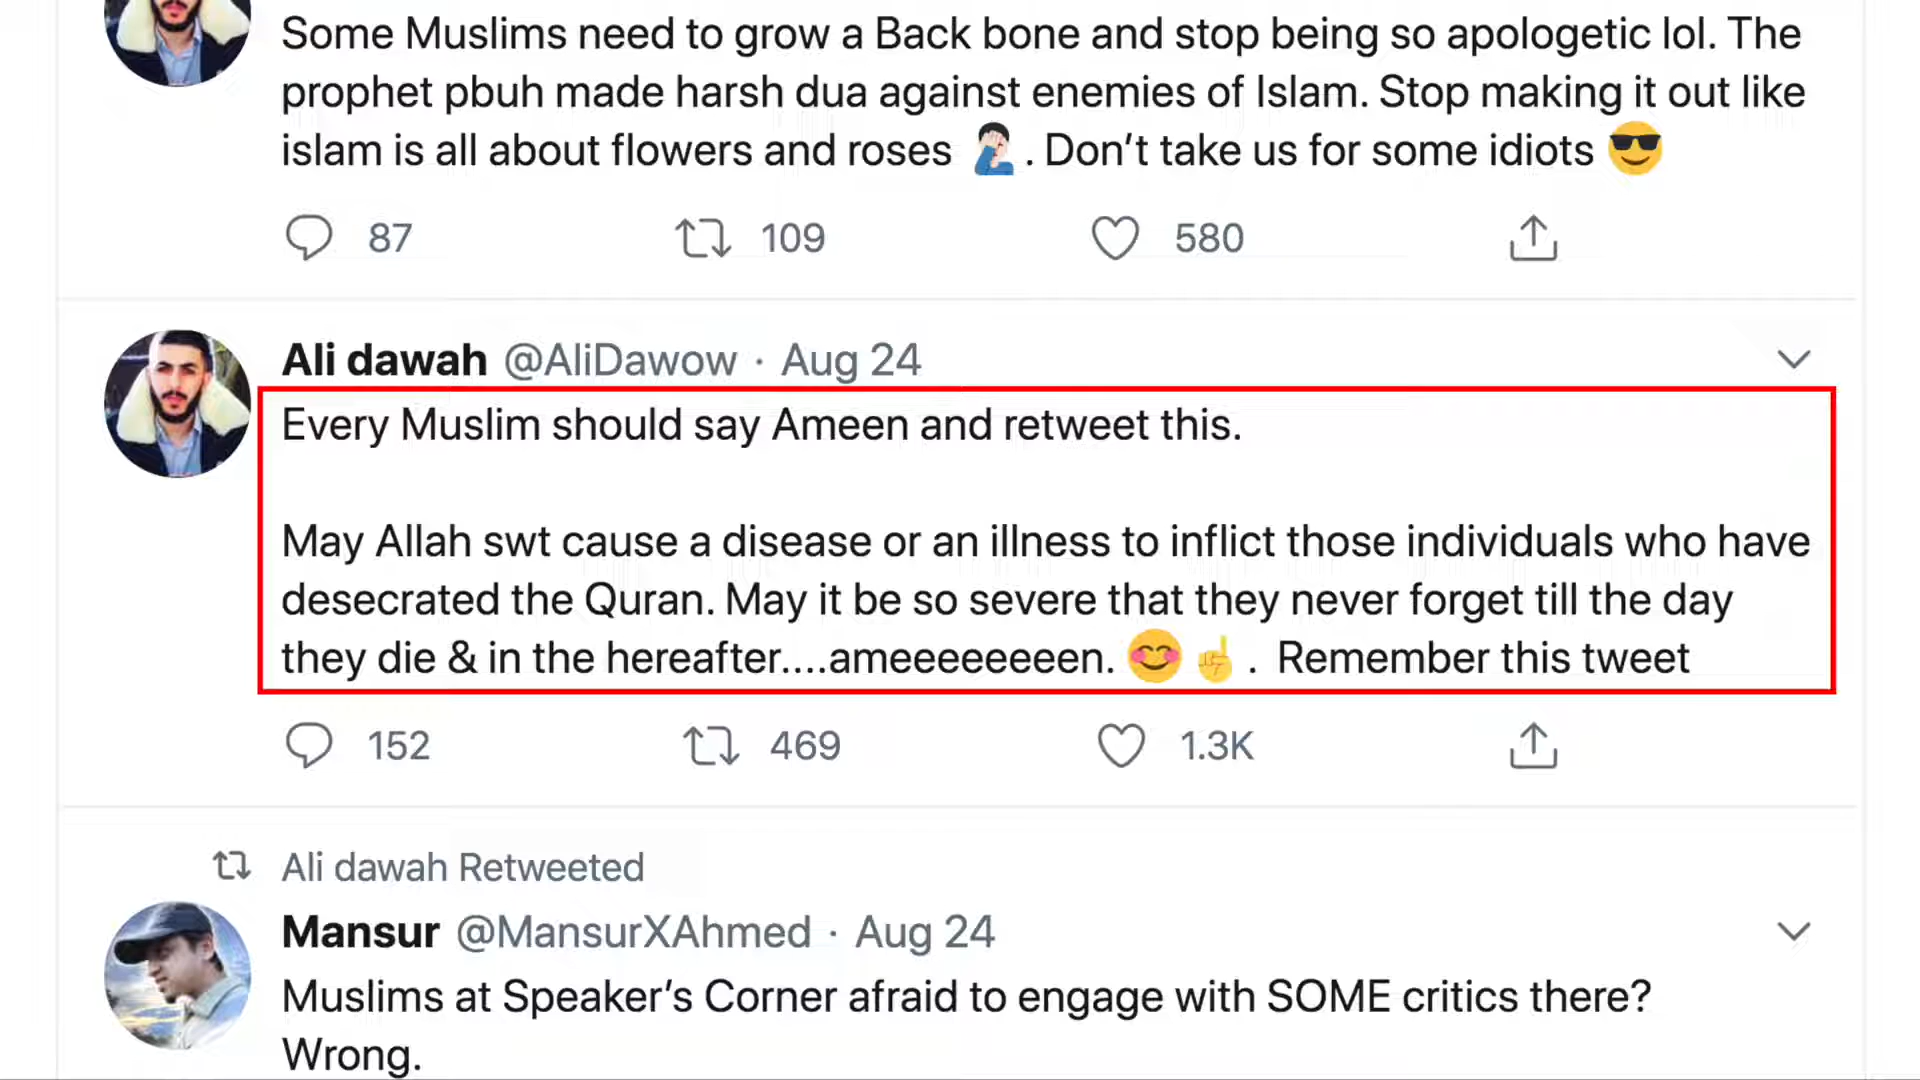 Some Muslims need to grow a Back bone and stop being so apologetic lol. The
prophet pbuh made harsh dua against enemies of Islam. Stop making it out like
islam is all about flowers and roses 🤦🏻‍♂️ . Don’t take us for some idiots 😎
87 109 580
Ali dawah @AliDawow · Aug 24
Every Muslim should say Ameen and retweet this.
May Allah swt cause a disease or an illness to inflict those individuals who have
desecrated the Quran. May it be so severe that they never forget till the day
they die & in the hereafter....ameeeeeeeen. 😊☝️ . Remember this tweet
152 469 1.3K
Ali dawah Retweeted
Mansur @MansurXAhmed · Aug 24
Muslims at Speaker’s Corner afraid to engage with SOME critics there?
Wrong.